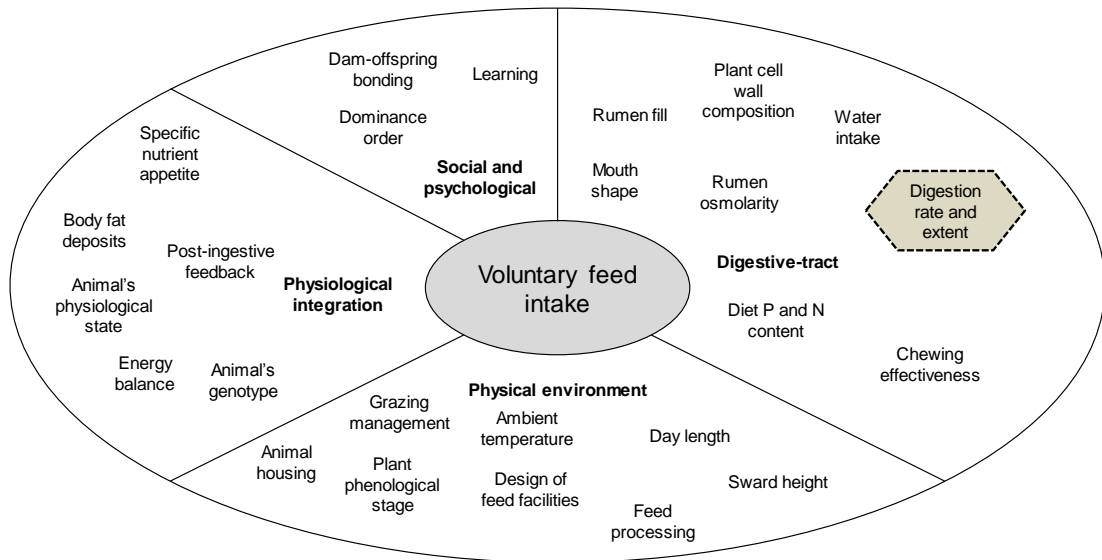 Dam-offspring
bonding
Learning
Dominance
order
Social and
psychological
Plant cell
wall
composition
Rumen fill
Water
intake
Mouth
shape
Rumen
osmolarity
Digestion
rate and
extent
Digestive-tract
Diet P and N
content
Chewing
effectiveness
Specific
nutrient
appetite
Body fat
deposits
Post-ingestive
feedback
Animal's
physiological
state
Physiological
integration
Energy
balance
Animal's
genotype
Voluntary feed
intake
Physical environment
Grazing
management
Ambient
temperature
Day length
Animal
housing
Plant
phenological
stage
Design of
feed facilities
Sward height
Feed
processing